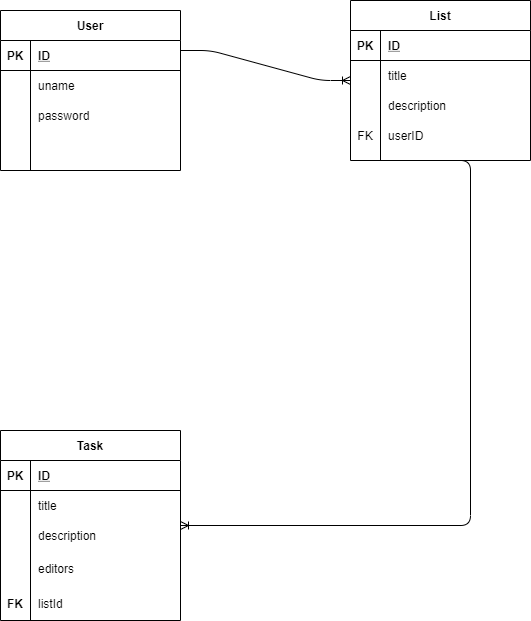 User
PK ID
uname
password
List
PK ID
title
description
FK userID
Task
PK ID
title
description
editors
FK listId